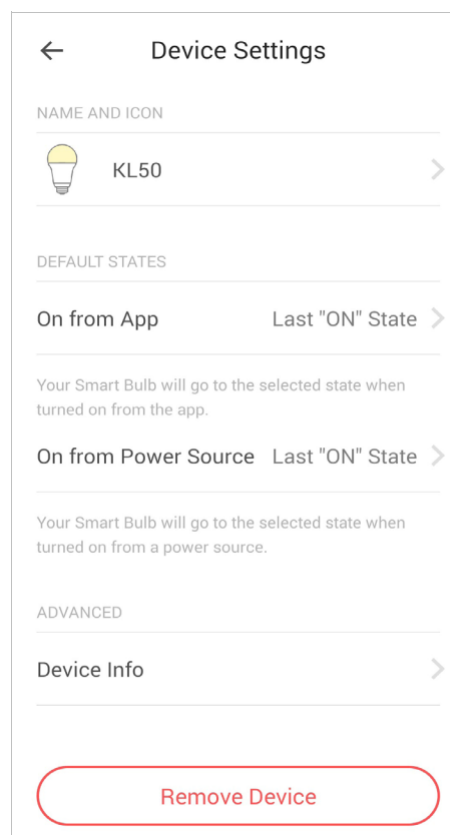 Device Settings
NAME AND ICON
KL50
DEFAULT STATES
On from App Last "ON" State
Your Smart Bulb will go to the selected state when
turned on from the app.
On from Power Source Last "ON" State
Your Smart Bulb will go to the selected state when
turned on from a power source.
ADVANCED
Device Info
Remove Device